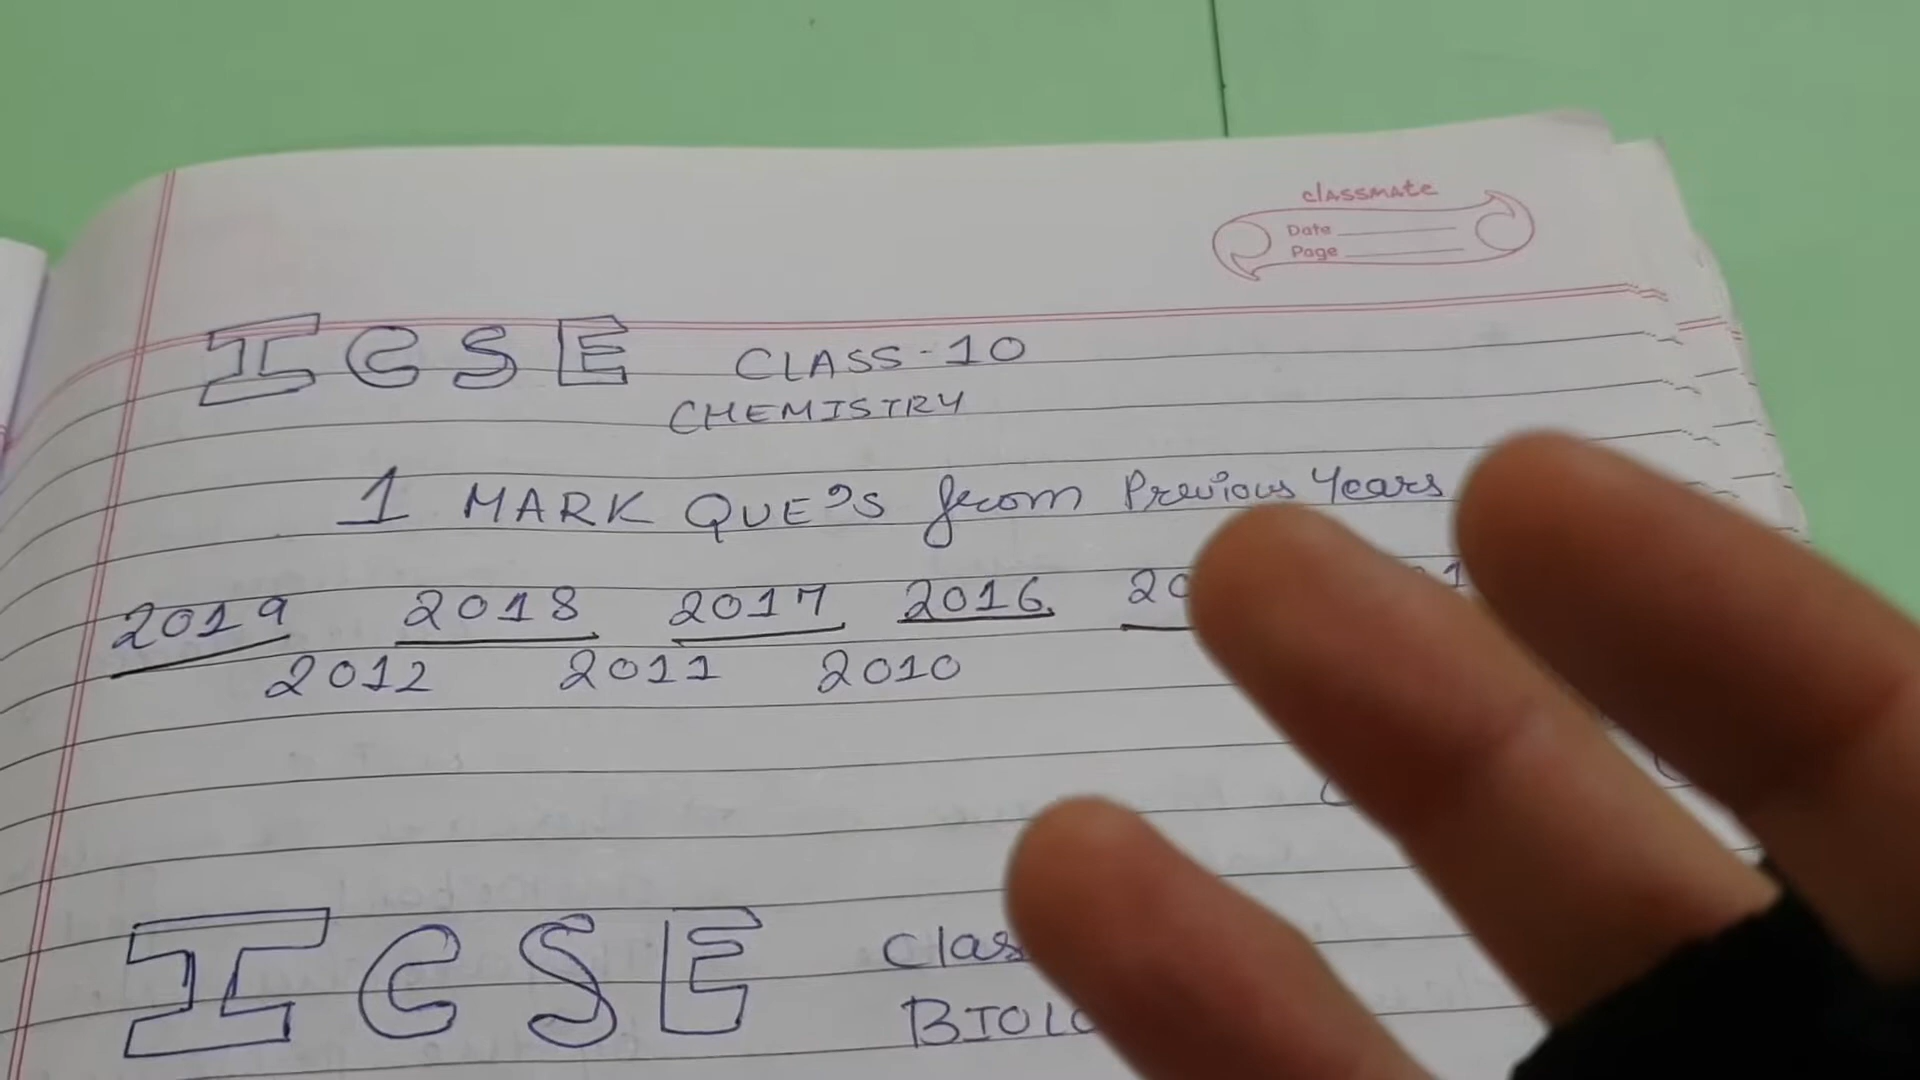 classmate
Date
Page
ICSE CLASS-10
CHEMISTRY
1 MARK QUE'S from Previous Years
2019 2018 2017 2016
2012 2011 2010
ICSE